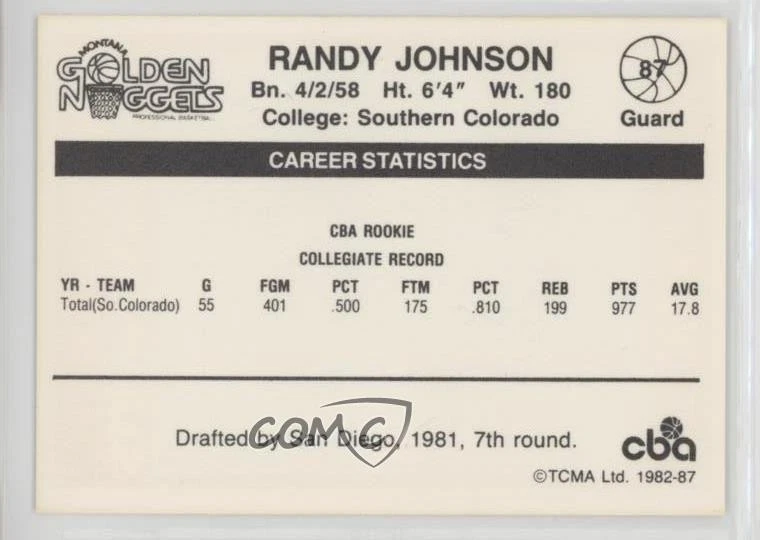 MONTANA
GOLDEN
NUGGETS
PROFESSIONAL BASKETBA...
RANDY JOHNSON
Bn. 4/2/58 Ht. 6'4" Wt. 180
College: Southern Colorado
87
Guard
CAREER STATISTICS
CBA ROOKIE
COLLEGIATE RECORD
YR - TEAM G FGM PCT FTM PCT REB PTS AVG
Total(So.Colorado) 55 401 .500 175 .810 199 977 17.8
Drafted by San Diego, 1981, 7th round.
COMC
cba
©TCMA Ltd. 1982-87